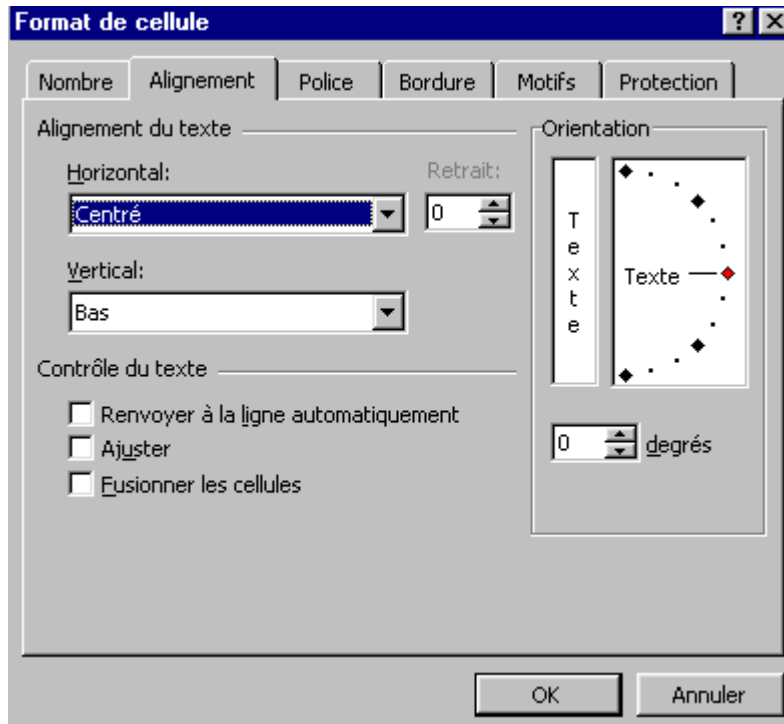 Format de cellule
Nombre Alignement Police Bordure Motifs Protection
Alignement du texte
Horizontal:
Retrait:
Centré
0
Vertical:
Bas
Contrôle du texte
Renvoyer à la ligne automatiquement
Ajuster
Fusionner les cellules
Orientation
T
e
x
t
e
Texte
0 degrés
OK Annuler